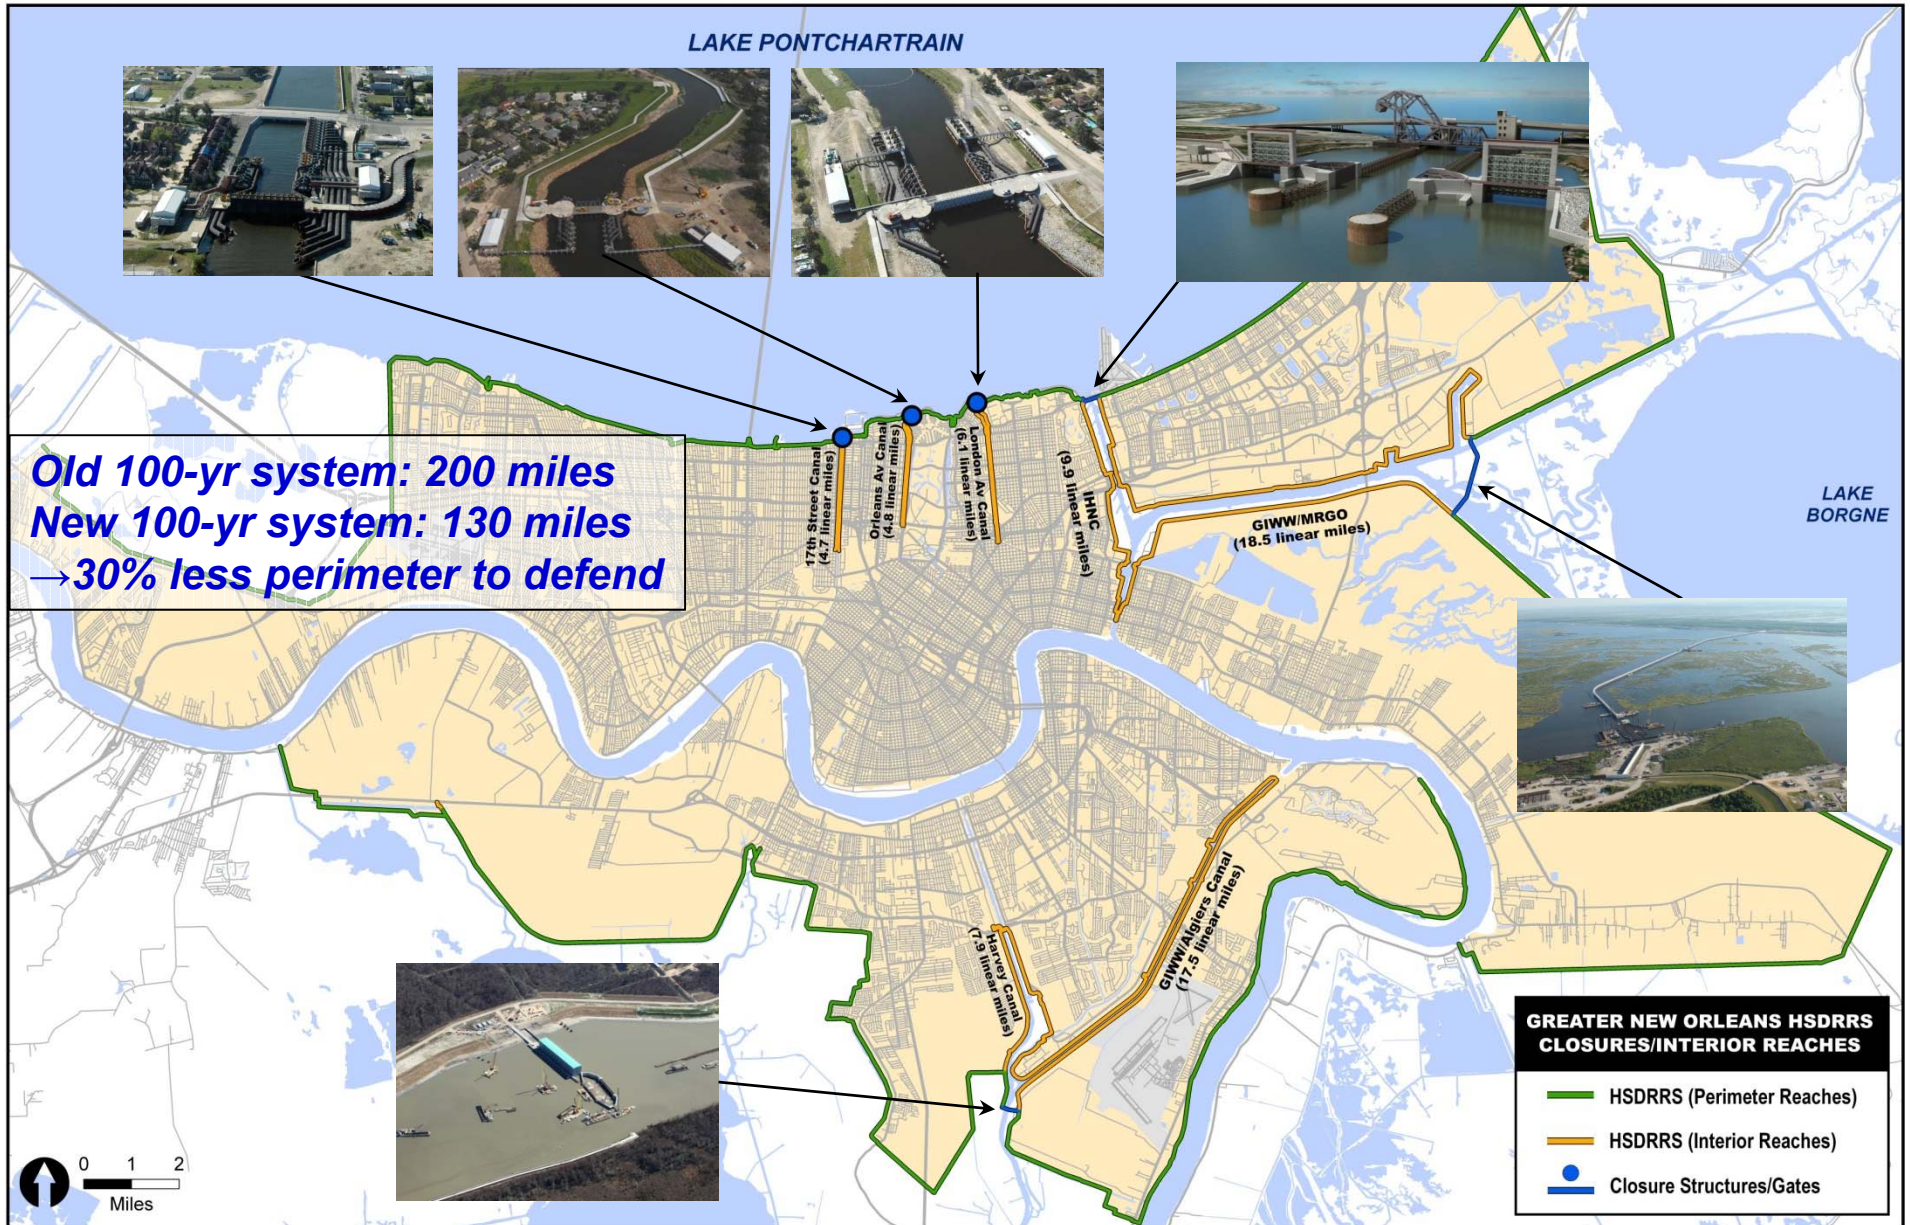 LAKE PONTCHARTRAIN
Old 100-yr system: 200 miles
New 100-yr system: 130 miles
→30% less perimeter to defend
17th Street Canal
(4.7 linear miles)
Orleans Av Canal
(4.8 linear miles)
London Av Canal
(6.1 linear miles)
IHNC
(9.9 linear miles)
GIWW/MRGO
(18.5 linear miles)
LAKE
BORGNE
Harvey Canal
(7.9 linear miles)
GIWW/Algiers Canal
(17.5 linear miles)
0 1 2
Miles
GREATER NEW ORLEANS HSDRRS
CLOSURES/INTERIOR REACHES
HSDRRS (Perimeter Reaches)
HSDRRS (Interior Reaches)
Closure Structures/Gates